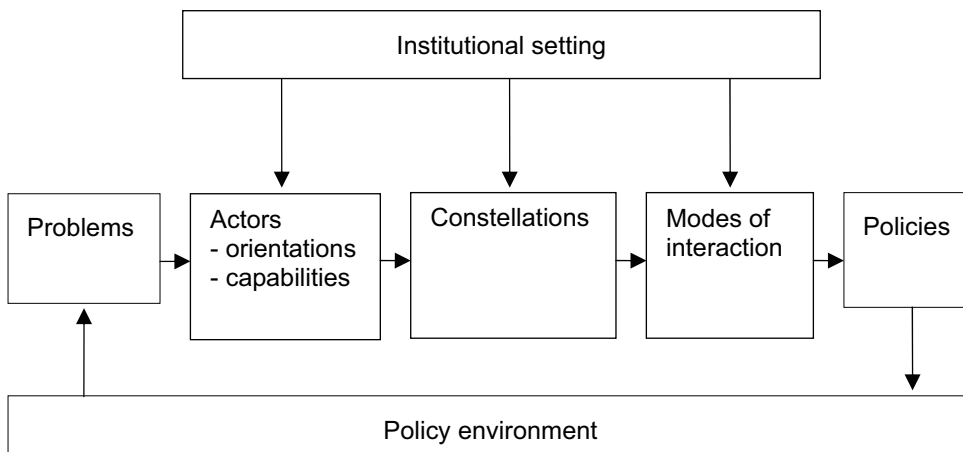 Institutional setting
Problems
Actors
- orientations
- capabilities
Constellations
Modes of
interaction
Policies
Policy environment